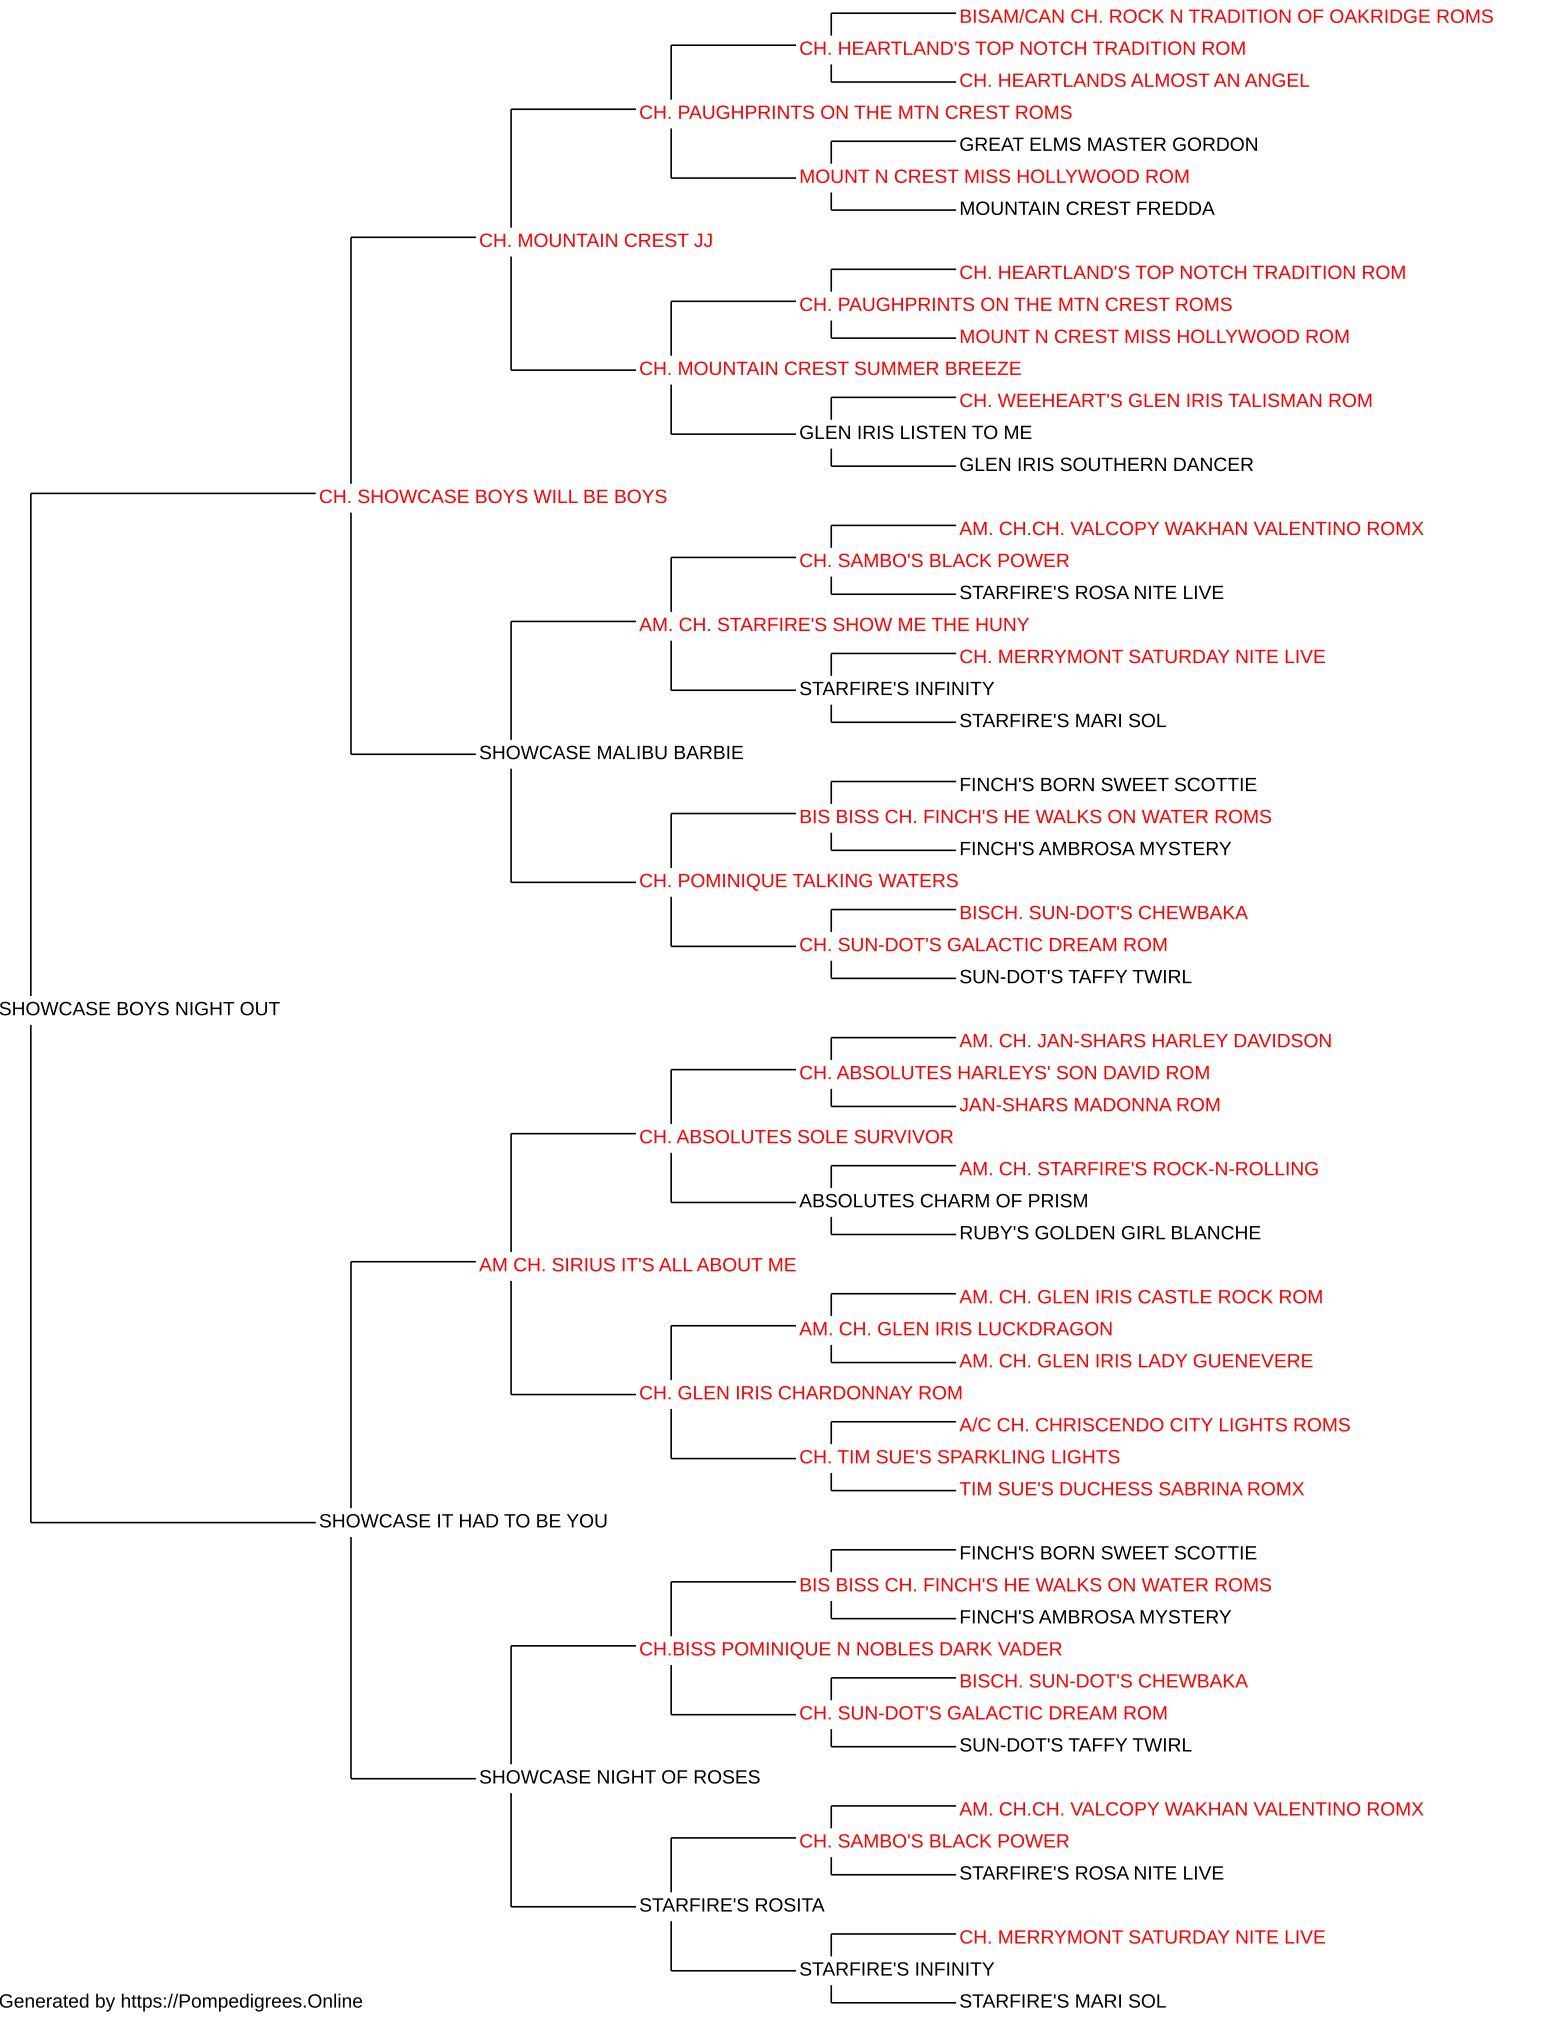 BISAM/CAN CH. ROCK N TRADITION OF OAKRIDGE ROMS
CH. HEARTLAND'S TOP NOTCH TRADITION ROM
CH. HEARTLANDS ALMOST AN ANGEL
CH. PAUGHPRINTS ON THE MTN CREST ROMS
GREAT ELMS MASTER GORDON
MOUNT N CREST MISS HOLLYWOOD ROM
MOUNTAIN CREST FREDDA
CH. MOUNTAIN CREST JJ
CH. HEARTLAND'S TOP NOTCH TRADITION ROM
CH. PAUGHPRINTS ON THE MTN CREST ROMS
MOUNT N CREST MISS HOLLYWOOD ROM
CH. MOUNTAIN CREST SUMMER BREEZE
CH. WEEHEART'S GLEN IRIS TALISMAN ROM
GLEN IRIS LISTEN TO ME
GLEN IRIS SOUTHERN DANCER
CH. SHOWCASE BOYS WILL BE BOYS
AM. CH.CH. VALCOPY WAKHAN VALENTINO ROMX
CH. SAMBO'S BLACK POWER
STARFIRE'S ROSA NITE LIVE
AM. CH. STARFIRE'S SHOW ME THE HUNY
CH. MERRYMONT SATURDAY NITE LIVE
STARFIRE'S INFINITY
STARFIRE'S MARI SOL
SHOWCASE MALIBU BARBIE
FINCH'S BORN SWEET SCOTTIE
BIS BISS CH. FINCH'S HE WALKS ON WATER ROMS
FINCH'S AMBROSA MYSTERY
CH. POMINIQUE TALKING WATERS
BISCH. SUN-DOT'S CHEWBAKA
CH. SUN-DOT'S GALACTIC DREAM ROM
SUN-DOT'S TAFFY TWIRL
SHOWCASE BOYS NIGHT OUT
AM. CH. JAN-SHARS HARLEY DAVIDSON
CH. ABSOLUTES HARLEYS' SON DAVID ROM
JAN-SHARS MADONNA ROM
CH. ABSOLUTES SOLE SURVIVOR
AM. CH. STARFIRE'S ROCK-N-ROLLING
ABSOLUTES CHARM OF PRISM
RUBY'S GOLDEN GIRL BLANCHE
AM CH. SIRIUS IT'S ALL ABOUT ME
AM. CH. GLEN IRIS CASTLE ROCK ROM
AM. CH. GLEN IRIS LUCKDRAGON
AM. CH. GLEN IRIS LADY GUENEVERE
CH. GLEN IRIS CHARDONNAY ROM
A/C CH. CHRISCENDO CITY LIGHTS ROMS
CH. TIM SUE'S SPARKLING LIGHTS
TIM SUE'S DUCHESS SABRINA ROMX
SHOWCASE IT HAD TO BE YOU
FINCH'S BORN SWEET SCOTTIE
BIS BISS CH. FINCH'S HE WALKS ON WATER ROMS
FINCH'S AMBROSA MYSTERY
CH.BISS POMINIQUE N NOBLES DARK VADER
BISCH. SUN-DOT'S CHEWBAKA
CH. SUN-DOT'S GALACTIC DREAM ROM
SUN-DOT'S TAFFY TWIRL
SHOWCASE NIGHT OF ROSES
AM. CH.CH. VALCOPY WAKHAN VALENTINO ROMX
CH. SAMBO'S BLACK POWER
STARFIRE'S ROSA NITE LIVE
STARFIRE'S ROSITA
CH. MERRYMONT SATURDAY NITE LIVE
STARFIRE'S INFINITY
STARFIRE'S MARI SOL
Generated by https://Pompedigrees.Online